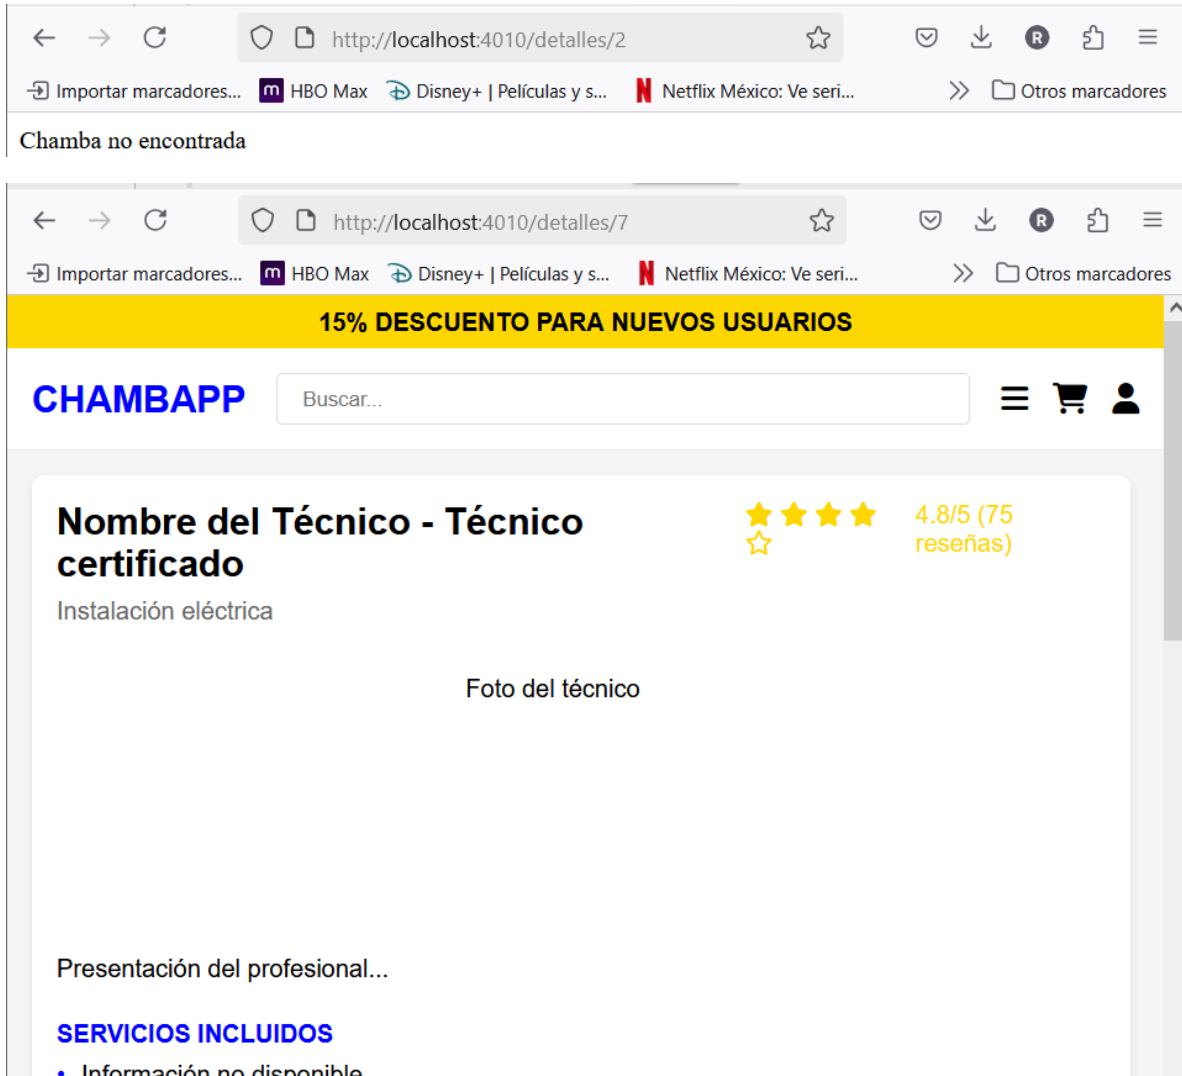 http://localhost:4010/detalles/2
Importar marcadores... HBO Max Disney+ | Películas y s... Netflix México: Ve seri... Otros marcadores
Chamba no encontrada
http://localhost:4010/detalles/7
Importar marcadores... HBO Max Disney+ | Películas y s... Netflix México: Ve seri... Otros marcadores
15% DESCUENTO PARA NUEVOS USUARIOS
CHAMBAPP Buscar...
Nombre del Técnico - Técnico
certificado
4.8/5 (75
reseñas)
Instalación eléctrica
Foto del técnico
Presentación del profesional...
SERVICIOS INCLUIDOS
• Información no disponible